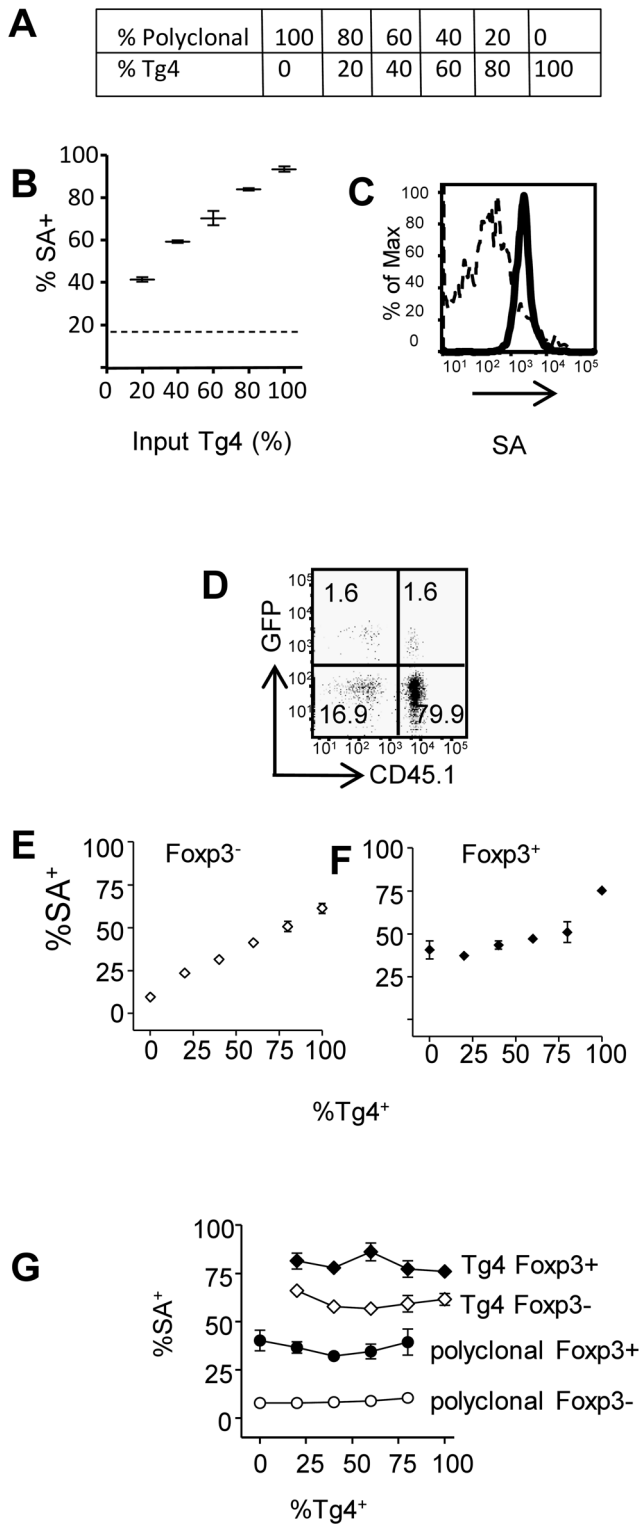 A
% Polyclonal 100 80 60 40 20 0
% Tg4 0 20 40 60 80 100
B
% SA+
100
80
60
40
20
0 20 40 60 80 100
Input Tg4 (%)
C
% of Max
100
80
60
40
20
0
10¹ 10² 10³ 10⁴ 10⁵
SA
D
GFP
10⁵
10⁴
10³
10²
10¹
1.6 1.6
16.9 79.9
10¹ 10² 10³ 10⁴ 10⁵
CD45.1
E
Foxp3⁻
%SA⁺
100
75
50
25
0
0 25 50 75 100
F
Foxp3⁺
100
75
50
25
0 25 50 75 100
%Tg4⁺
G
%SA⁺
100
75
50
25
0
Tg4 Foxp3+
Tg4 Foxp3-
polyclonal Foxp3+
polyclonal Foxp3-
0 25 50 75 100
%Tg4⁺